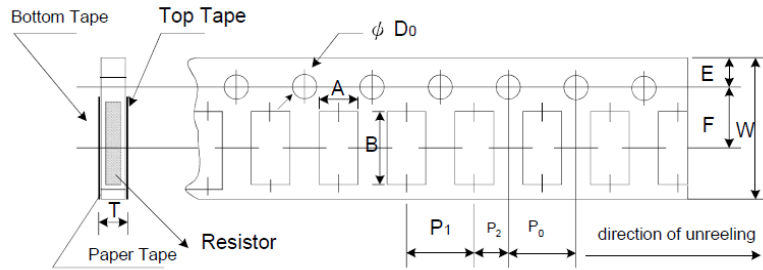 Bottom Tape
Top Tape
ϕ D0
A
B
E
F
W
T
P1
P2
P0
Paper Tape
Resistor
direction of unreeling